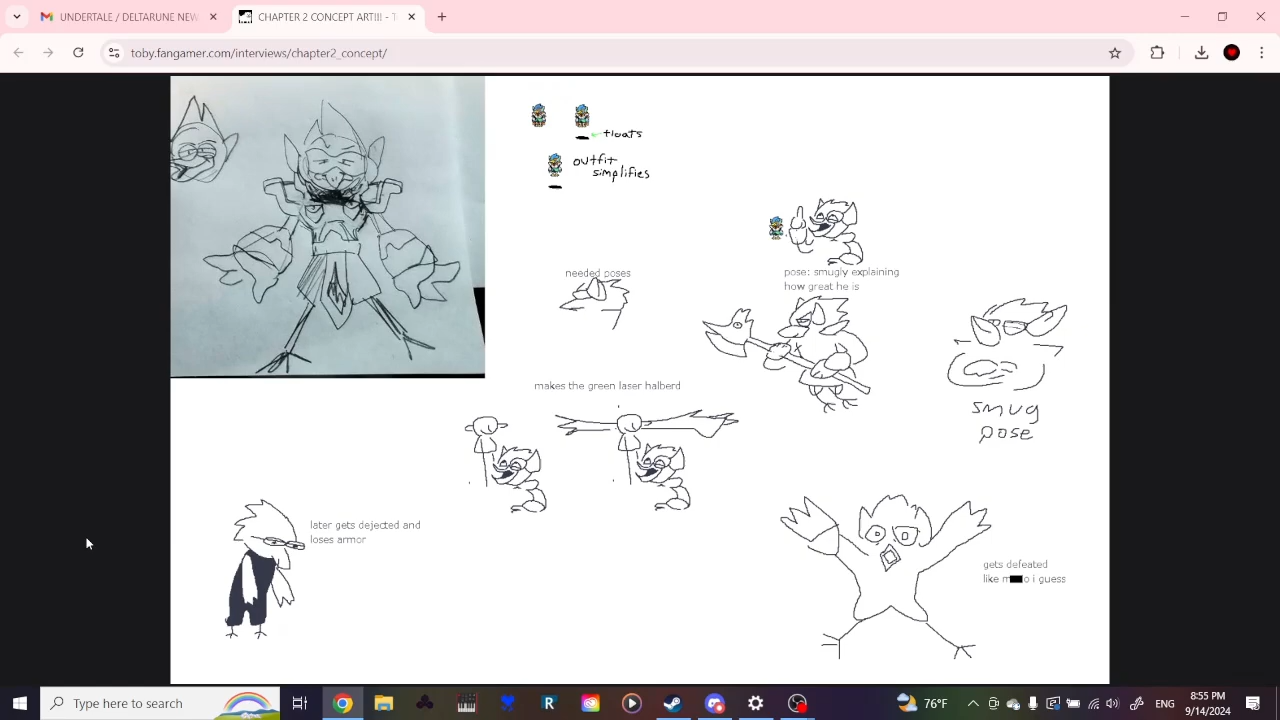 UNDERTALE / DELTARUNE NEW
CHAPTER 2 CONCEPT ART!!! - T
toby.fangamer.com/interviews/chapter2_concept/
floats
outfit
simplifies
needed poses
pose: smugly explaining
how great he is
makes the green laser halberd
smug
pose
later gets dejected and
loses armor
gets defeated
like m o i guess
Type here to search
76°F
ENG
8:55 PM
9/14/2024